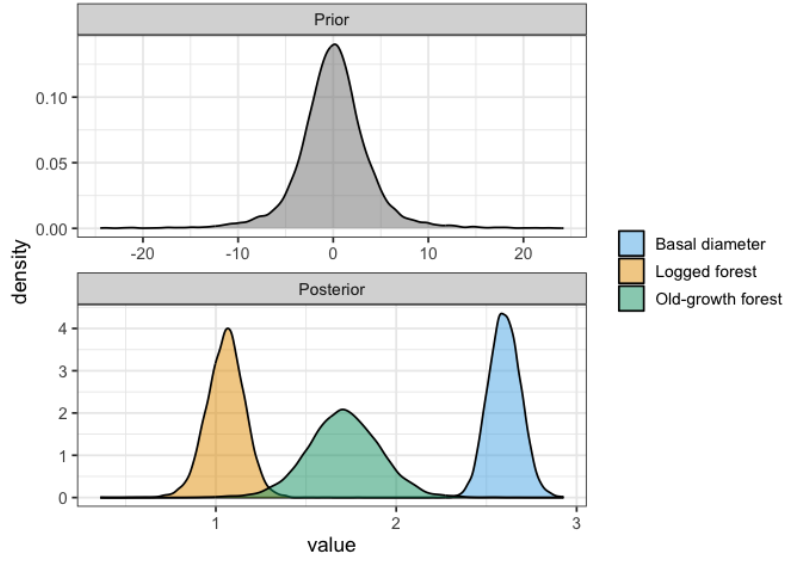 Prior
0.10
0.05
0.00
-20 -10 0 10 20
density
Posterior
4
3
2
1
0
1 2 3
value
Basal diameter
Logged forest
Old-growth forest